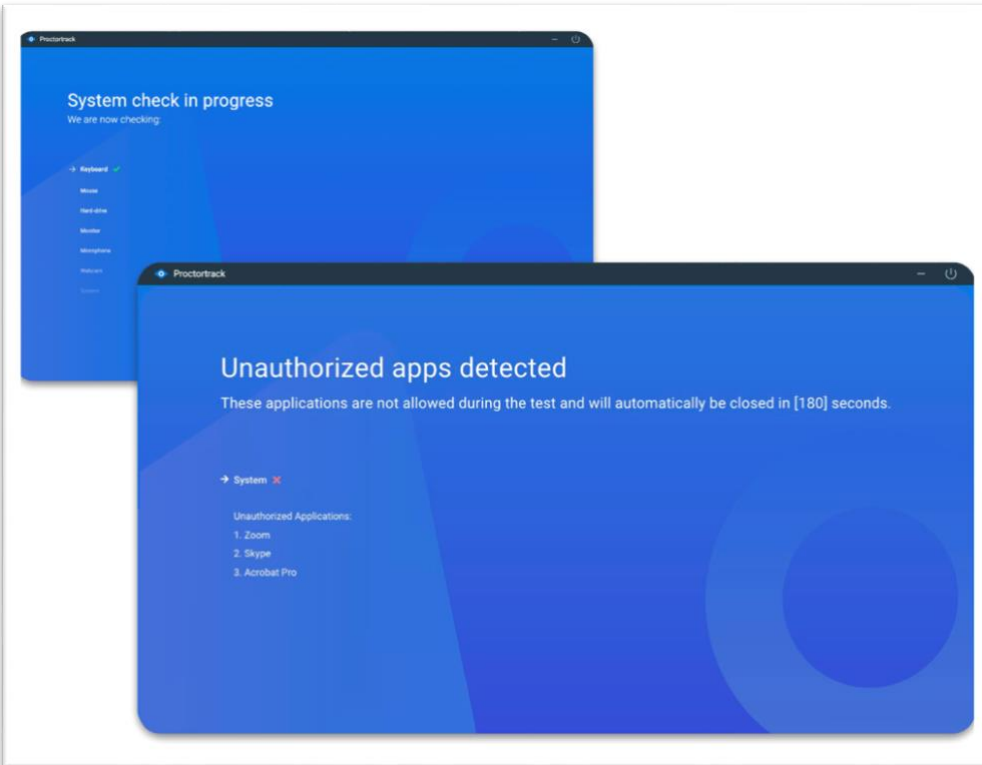 Proctortrack
System check in progress
We are now checking:
Keyboard
Mouse
Hard-drive
Monitor
Microphone
Webcam
System
Proctortrack
Unauthorized apps detected
These applications are not allowed during the test and will automatically be closed in [180] seconds.
System
Unauthorized Applications:
1. Zoom
2. Skype
3. Acrobat Pro